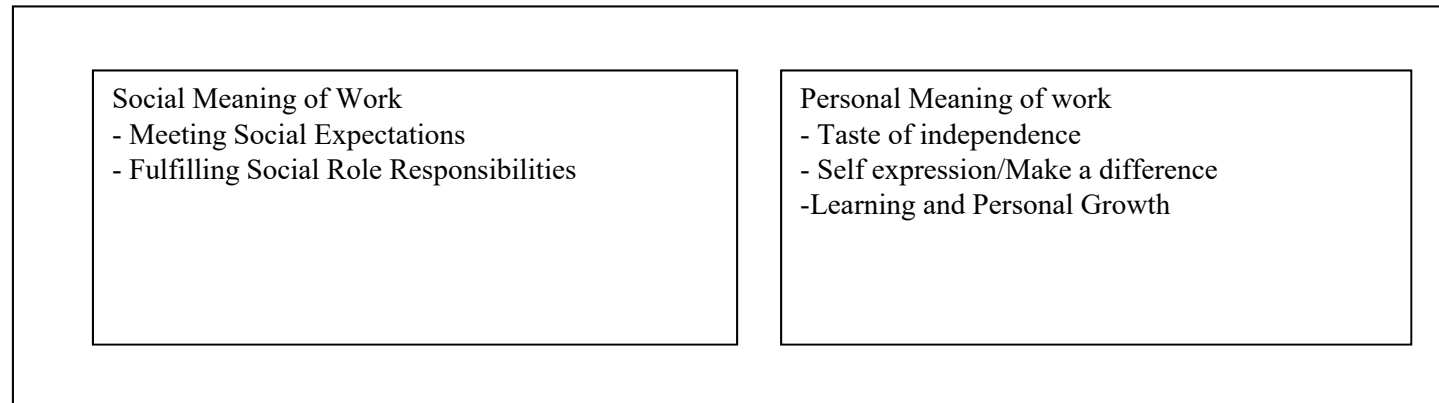 Social Meaning of Work
- Meeting Social Expectations
- Fulfilling Social Role Responsibilities
Personal Meaning of work
- Taste of independence
- Self expression/Make a difference
-Learning and Personal Growth